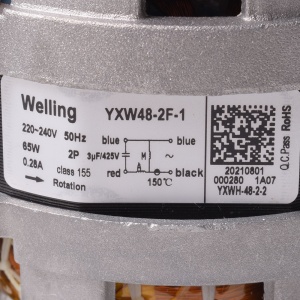 Welling YXW48-2F-1
220~240V 50Hz
65W 2P
0.28A class 155
Rotation
blue blue
3μF/425V M
A
red black
150℃
20210801
000280 1A07
YXWH-48-2-2
Q.C.Pass RoHS